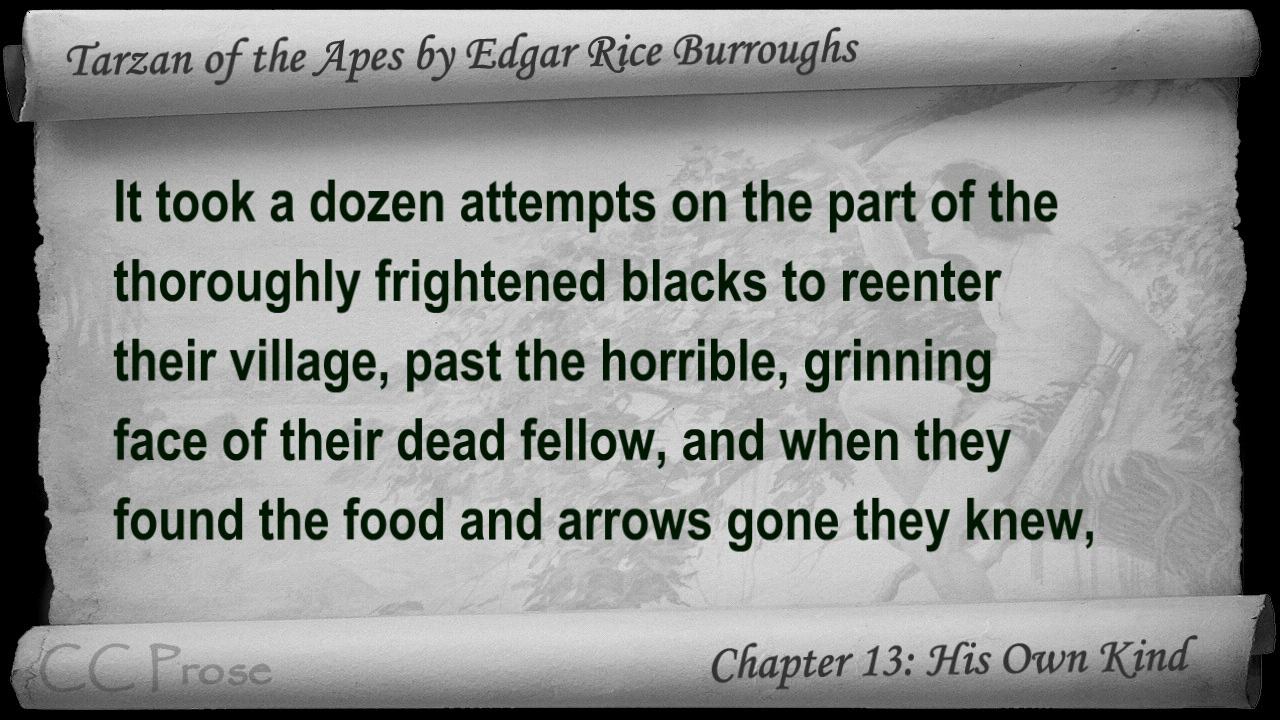 Tarzan of the Apes by Edgar Rice Burroughs
It took a dozen attempts on the part of the
thoroughly frightened blacks to reenter
their village, past the horrible, grinning
face of their dead fellow, and when they
found the food and arrows gone they knew,
CC Prose
Chapter 13: His Own Kind